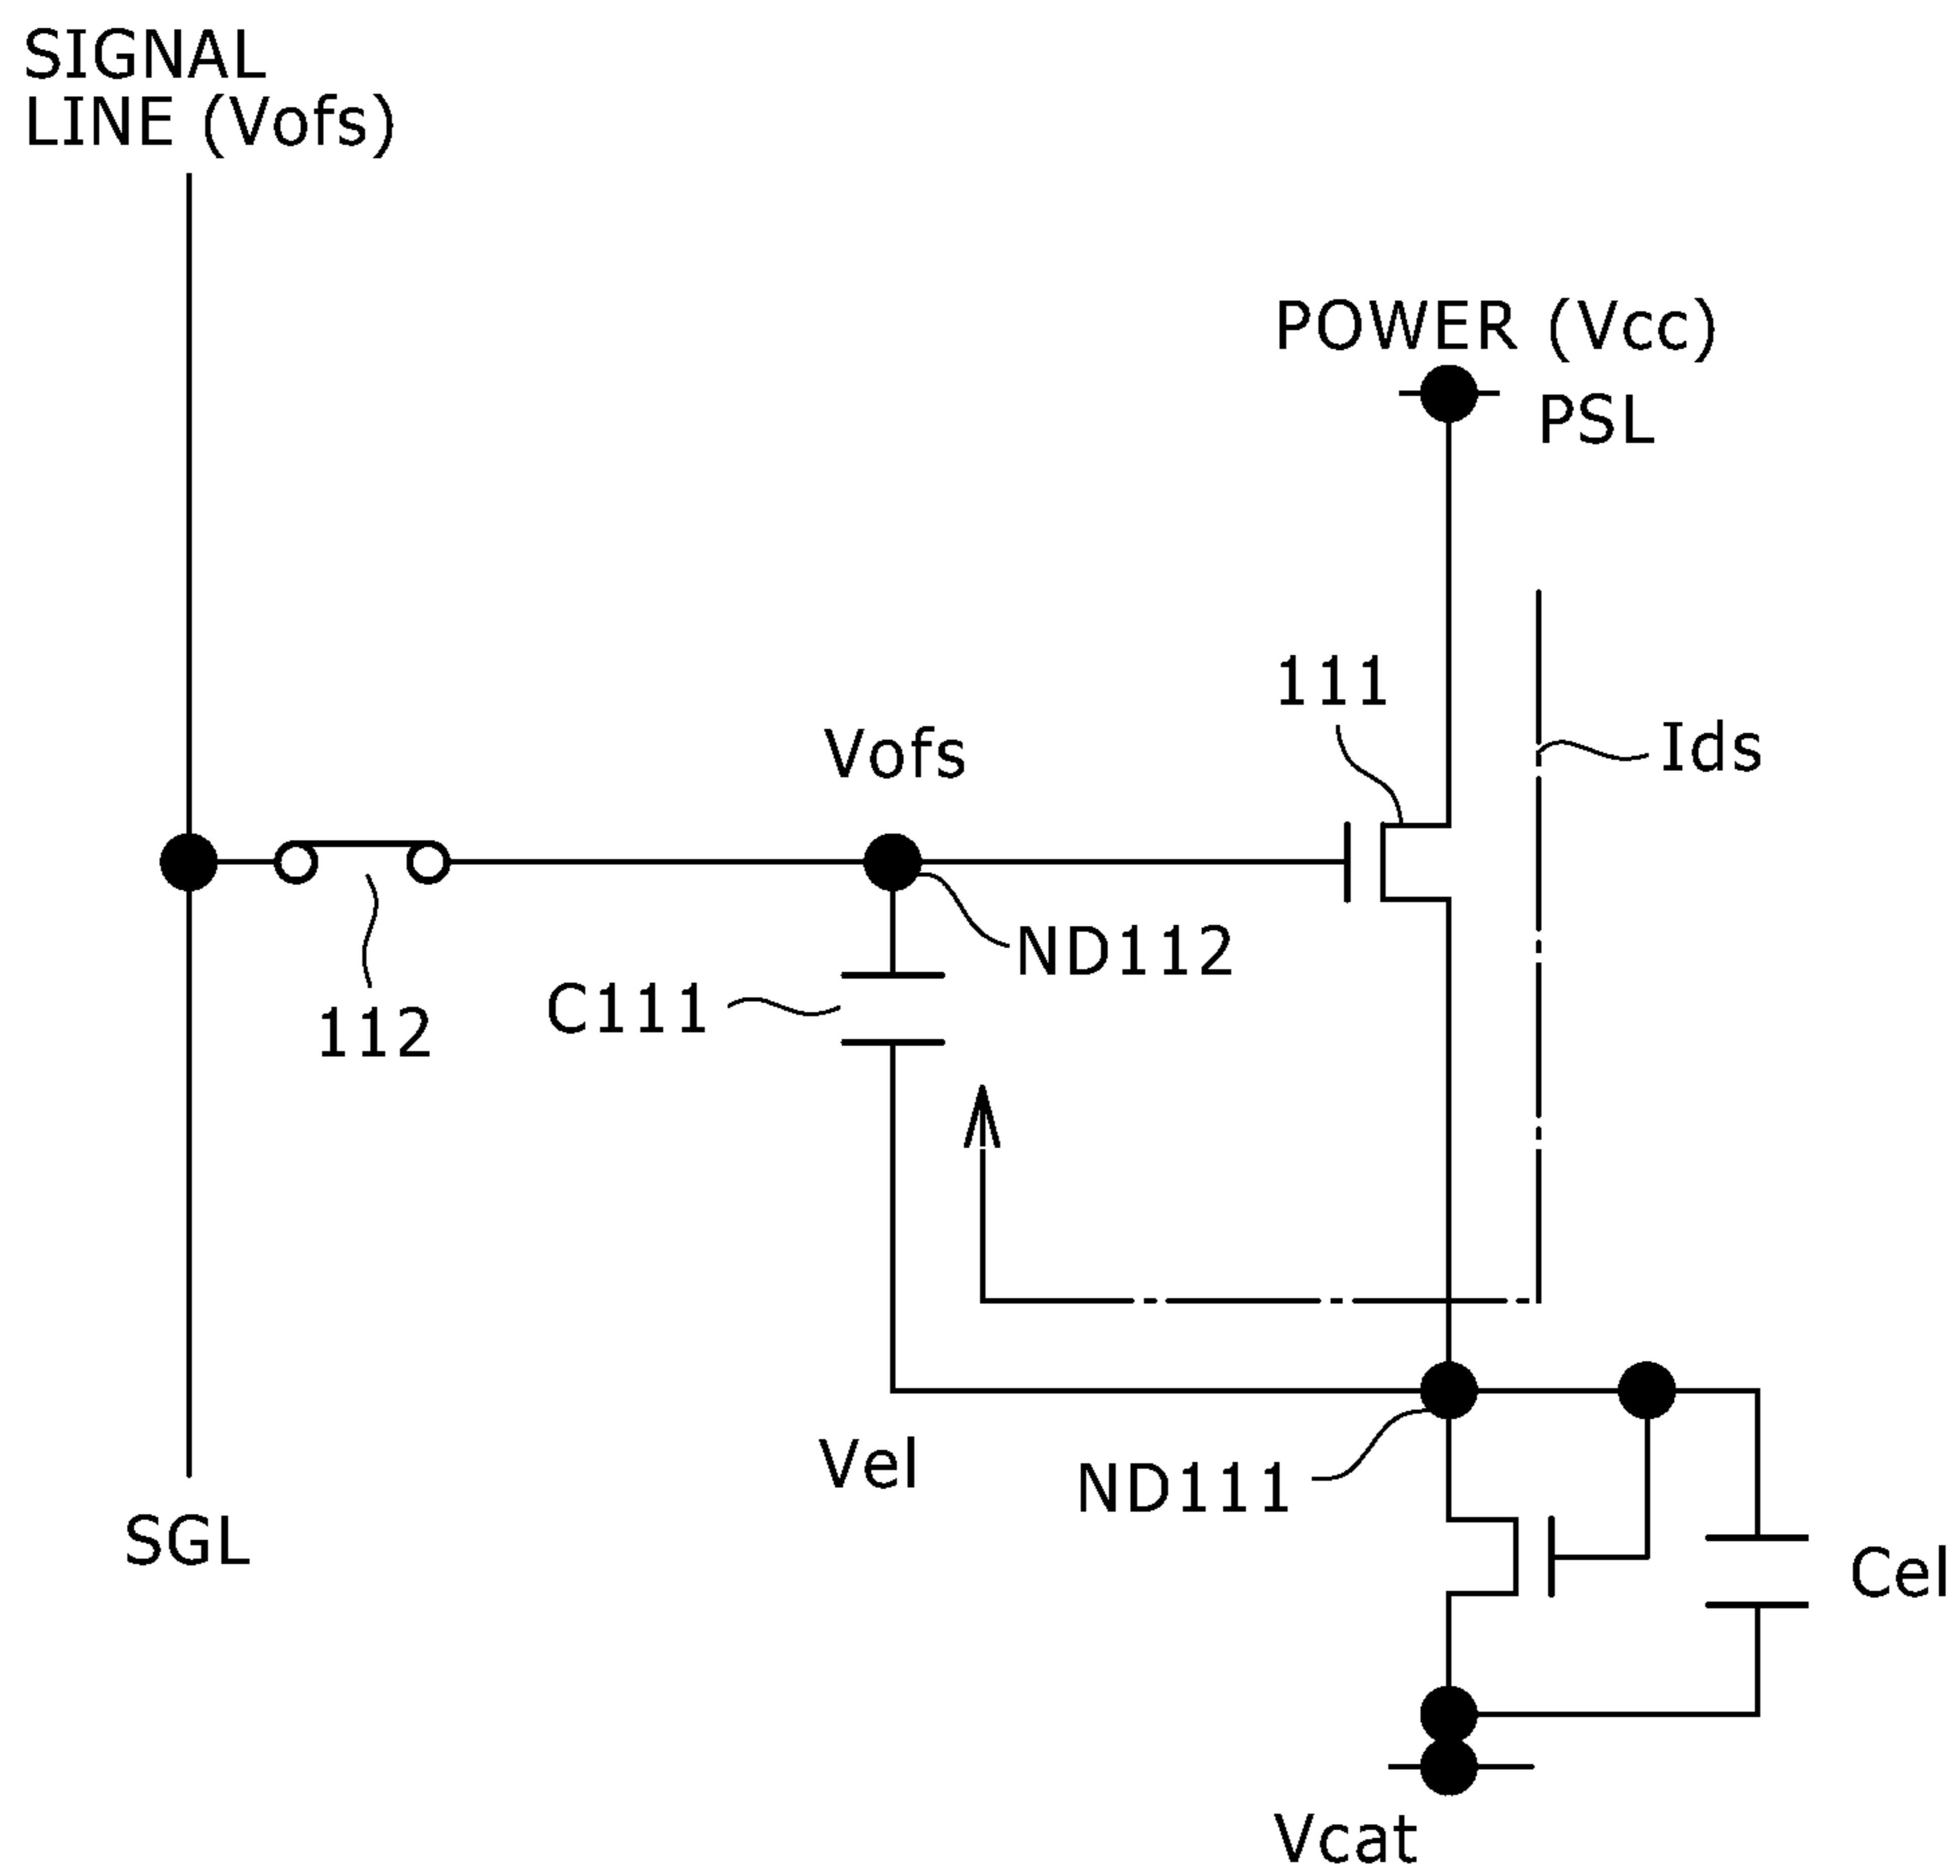 SIGNAL
LINE (Vofs)
POWER (Vcc)
PSL
111
Ids
Vofs
ND112
C111
112
Vel
ND111
SGL
Cel
Vcat